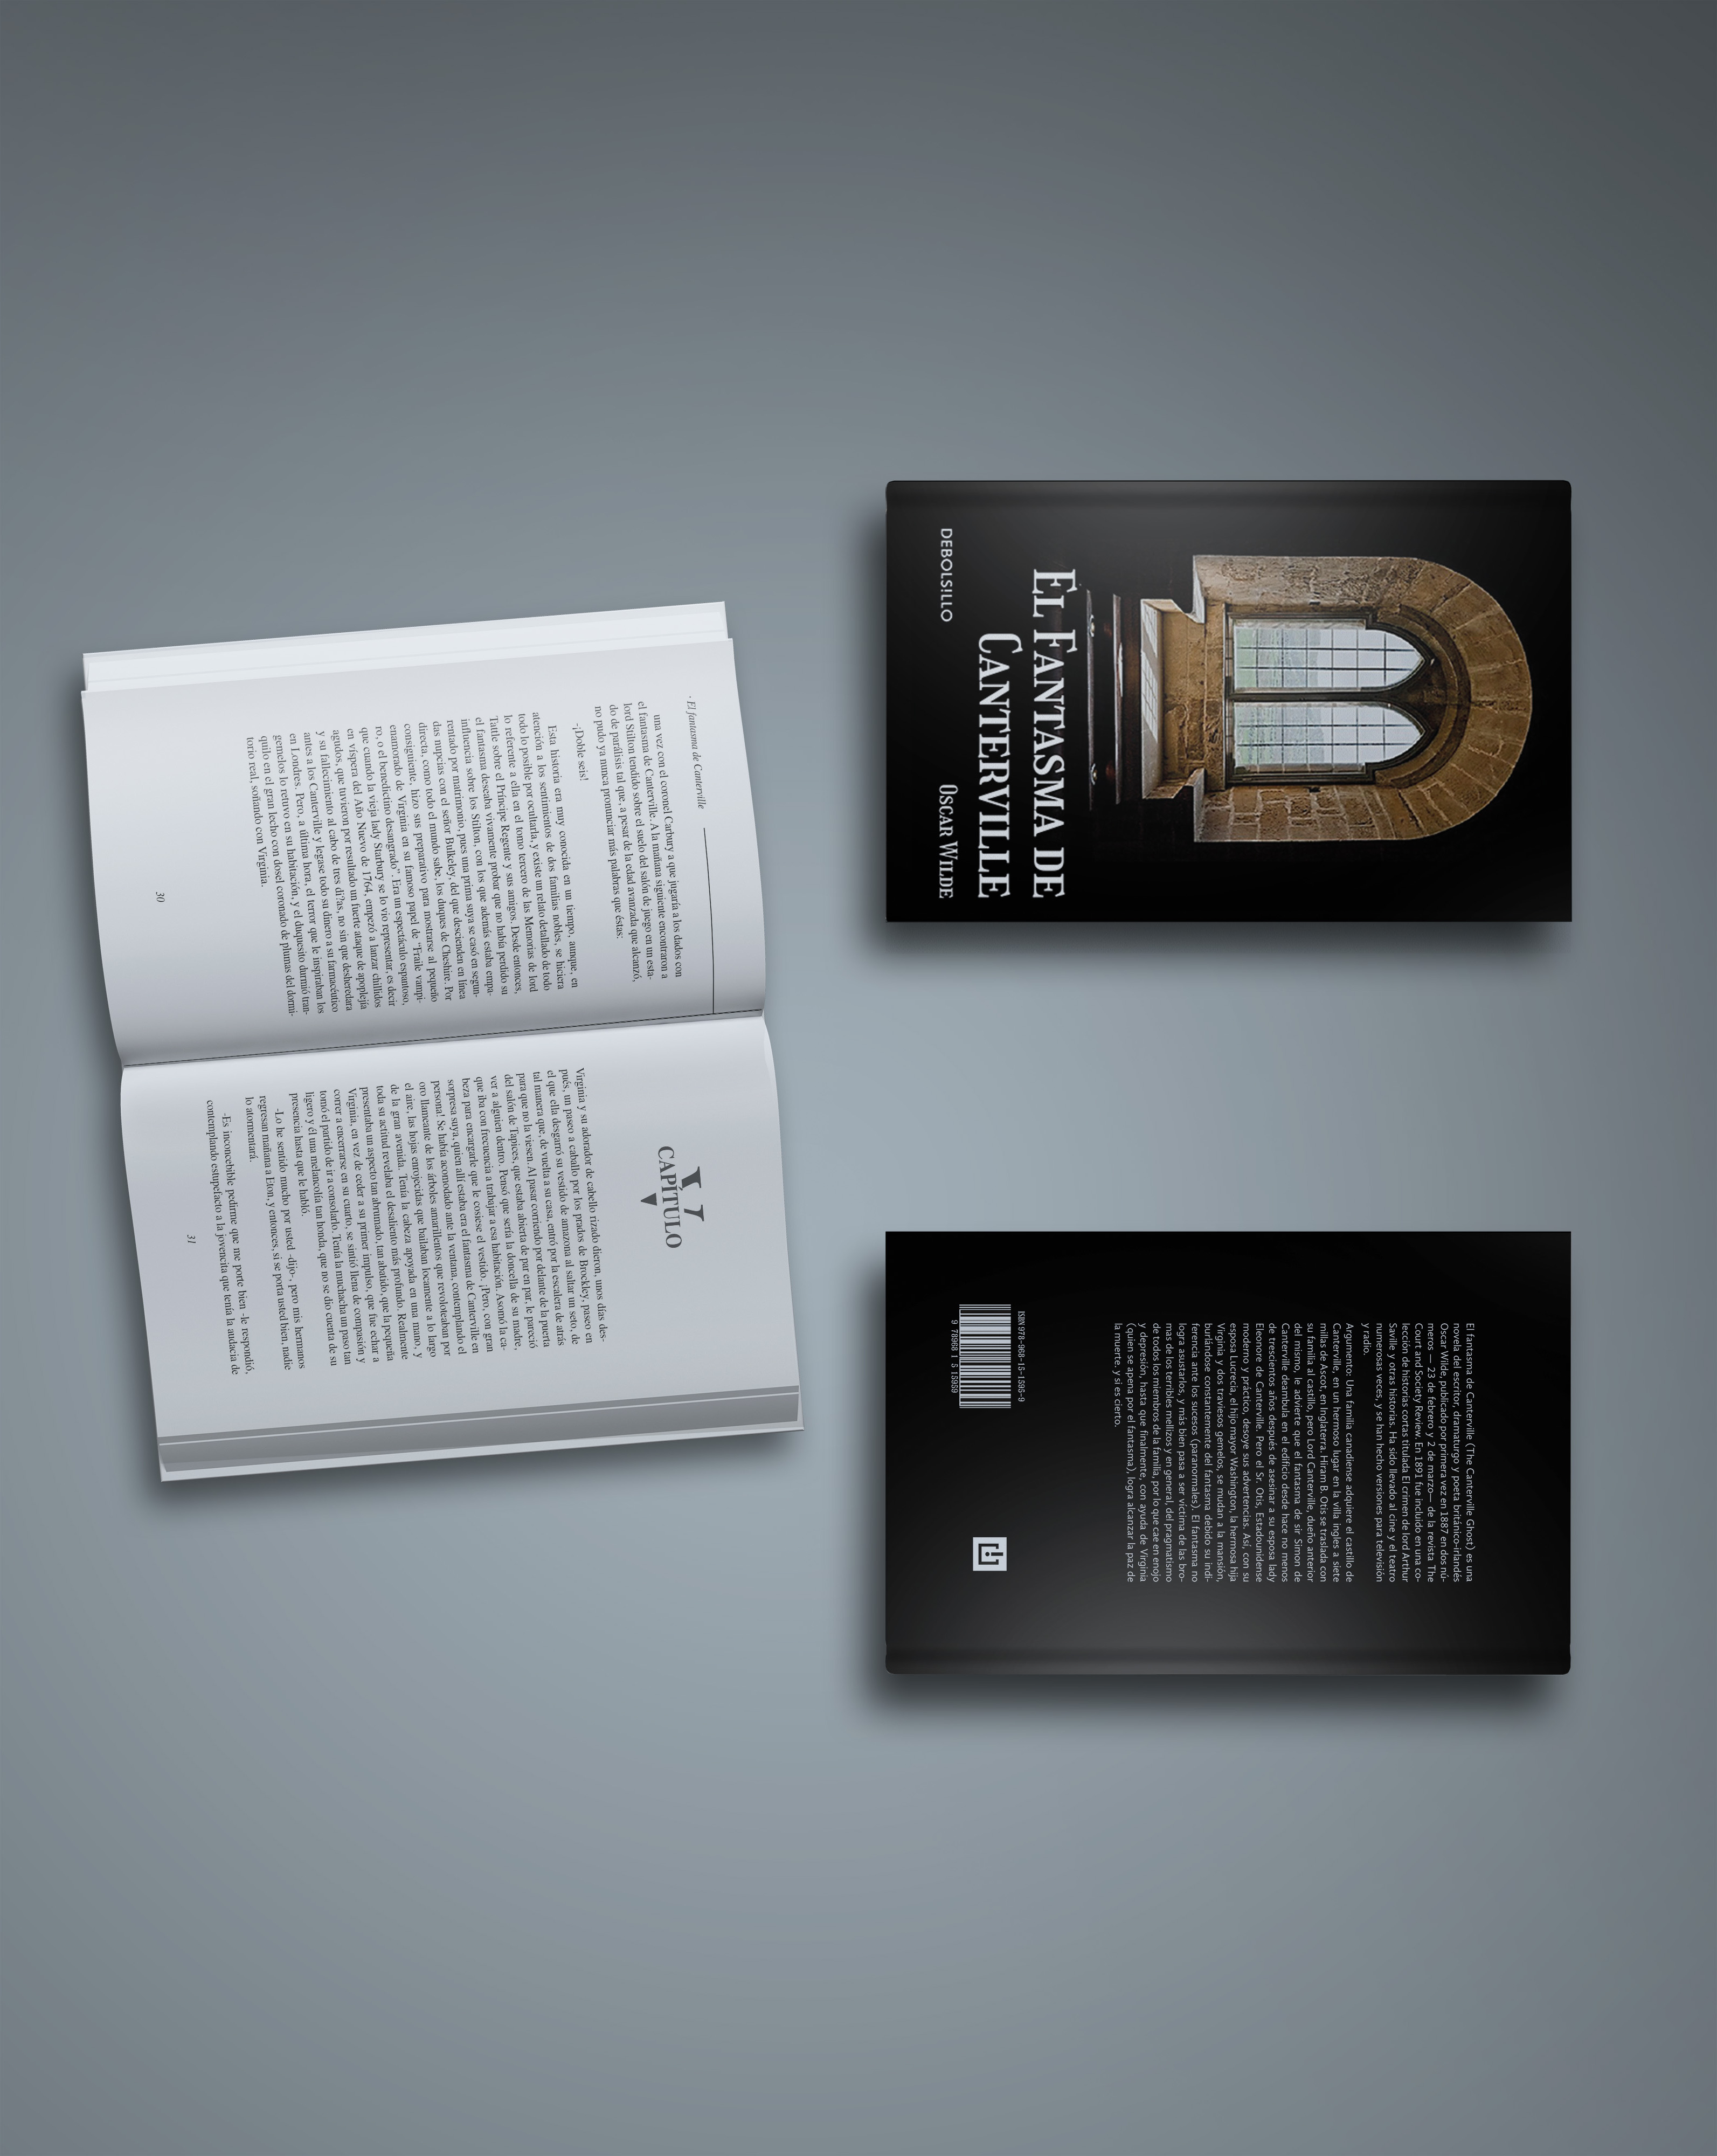 El Fantasma de
Canterville
DEBOLS!LLO
Oscar Wilde
El fantasma de Canterville (The Canterville Ghost) es una
novela del escritor, dramaturgo y poeta británico-irlandés
Oscar Wilde, publicado por primera vez en 1887 en dos nú-
meros — 23 de febrero y 2 de marzo— de la revista The
Court and Society Review. En 1891 fue incluido en una co-
lección de historias cortas titulada El crimen de lord Arthur
Saville y otras historias. Ha sido llevado al cine y el teatro
numerosas veces, y se han hecho versiones para televisión
y radio.
Argumento: Una familia canadiense adquiere el castillo de
Canterville, en un hermoso lugar en la villa ingles a siete
millas de Ascot, en Inglaterra. Hiram B. Otis se traslada con
su familia al castillo, pero Lord Canterville, dueño anterior
del mismo, le advierte que el fantasma de sir Simon de
Canterville deambula en el edificio desde hace no menos
de trescientos años después de asesinar a su esposa lady
Eleonore de Canterville. Pero el Sr. Otis, Estadounidense
moderno y práctico, desoye sus advertencias. Así, con su
esposa Lucrecia, el hijo mayor Washington, la hermosa hija
Virginia y dos traviesos gemelos, se mudan a la mansión,
burlándose constantemente del fantasma debido su indi-
ferencia ante los sucesos (paranormales). El fantasma no
logra asustarlos, y más bien pasa a ser víctima de las bro-
mas de los terribles mellizos y en general, del pragmatismo
de todos los miembros de la familia, por lo que cae en enojo
y depresión, hasta que finalmente, con ayuda de Virginia
(quien se apena por el fantasma), logra alcanzar la paz de
la muerte. y si es cierto.
ISBN 978-968-15-1595-9
9 78968 1 5 15959
- El fantasma de Canterville
una vez con el coronel Carbury a que jugaría a los dados con
el fantasma de Canterville. A la mañana siguiente encontraron a
lord Stilton tendido sobre el suelo del salón de juego en un esta-
do de parálisis tal que, a pesar de la edad avanzada que alcanzó,
no pudo ya nunca pronunciar más palabras que éstas:
-¡Doble seis!
Esta historia era muy conocida en un tiempo, aunque, en
atención a los sentimientos de dos familias nobles, se hiciera
todo lo posible por ocultarla, y existe un relato detallado de todo
lo referente a ella en el tomo tercero de las Memorias de lord
Tattle sobre el Príncipe Regente y sus amigos. Desde entonces,
el fantasma deseaba vivamente probar que no había perdido su
influencia sobre los Stilton, con los que además estaba empa-
rentado por matrimonio, pues una prima suya se casó en segun-
das nupcias con el señor Bulkeley, del que descienden en línea
directa, como todo el mundo sabe, los duques de Cheshire. Por
consiguiente, hizo sus preparativo para mostrarse al pequeño
enamorado de Virginia en su famoso papel de “Fraile vampi-
ro, o el benedictino desangrado”. Era un espectáculo espantoso,
que cuando la vieja lady Starbury se lo vio representar, es decir
en víspera del Año Nuevo de 1764, empezó a lanzar chillidos
agudos, que tuvieron por resultado un fuerte ataque de apoplejía
y su fallecimiento al cabo de tres di?as, no sin que desheredara
antes a los Canterville y legase todo su dinero a su farmacéutico
en Londres. Pero, a última hora, el terror que le inspiraban los
gemelos lo retuvo en su habitación, y el duquesito durmió tran-
quilo en el gran lecho con dosel coronado de plumas del dormi-
torio real, soñando con Virginia.
30
V
CAPÍTULO
Virginia y su adorador de cabello rizado dieron, unos días des-
pués, un paseo a caballo por los prados de Brockley, paseo en
el que ella desgarró su vestido de amazona al saltar un seto, de
tal manera que, de vuelta a su casa, entró por la escalera de atrás
para que no la viesen. Al pasar corriendo por delante de la puerta
del salón de Tapices, que estaba abierta de par en par, le pareció
ver a alguien dentro. Pensó que sería la doncella de su madre,
que iba con frecuencia a trabajar a esa habitación. Asomó la ca-
beza para encargarle que le cosiese el vestido. ¡Pero, con gran
sorpresa suya, quien allí estaba era el fantasma de Canterville en
persona! Se había acomodado ante la ventana, contemplando el
oro llameante de los árboles amarillentos que revoloteaban por
el aire, las hojas enrojecidas que bailaban locamente a lo largo
de la gran avenida. Tenía la cabeza apoyada en una mano, y
toda su actitud revelaba el desaliento más profundo. Realmente
presentaba un aspecto tan abrumado, tan abatido, que la pequeña
Virginia, en vez de ceder a su primer impulso, que fue echar a
correr a encerrarse en su cuarto, se sintió llena de compasión y
tomó el partido de ir a consolarlo. Tenía la muchacha un paso tan
ligero y él una melancolía tan honda, que no se dio cuenta de su
presencia hasta que le habló.
-Lo he sentido mucho por usted -dijo-, pero mis hermanos
regresan mañana a Eton, y entonces, si se porta usted bien, nadie
lo atormentará.
-Es inconcebible pedirme que me porte bien -le respondió,
contemplando estupefacto a la jovencita que tenía la audacia de
31